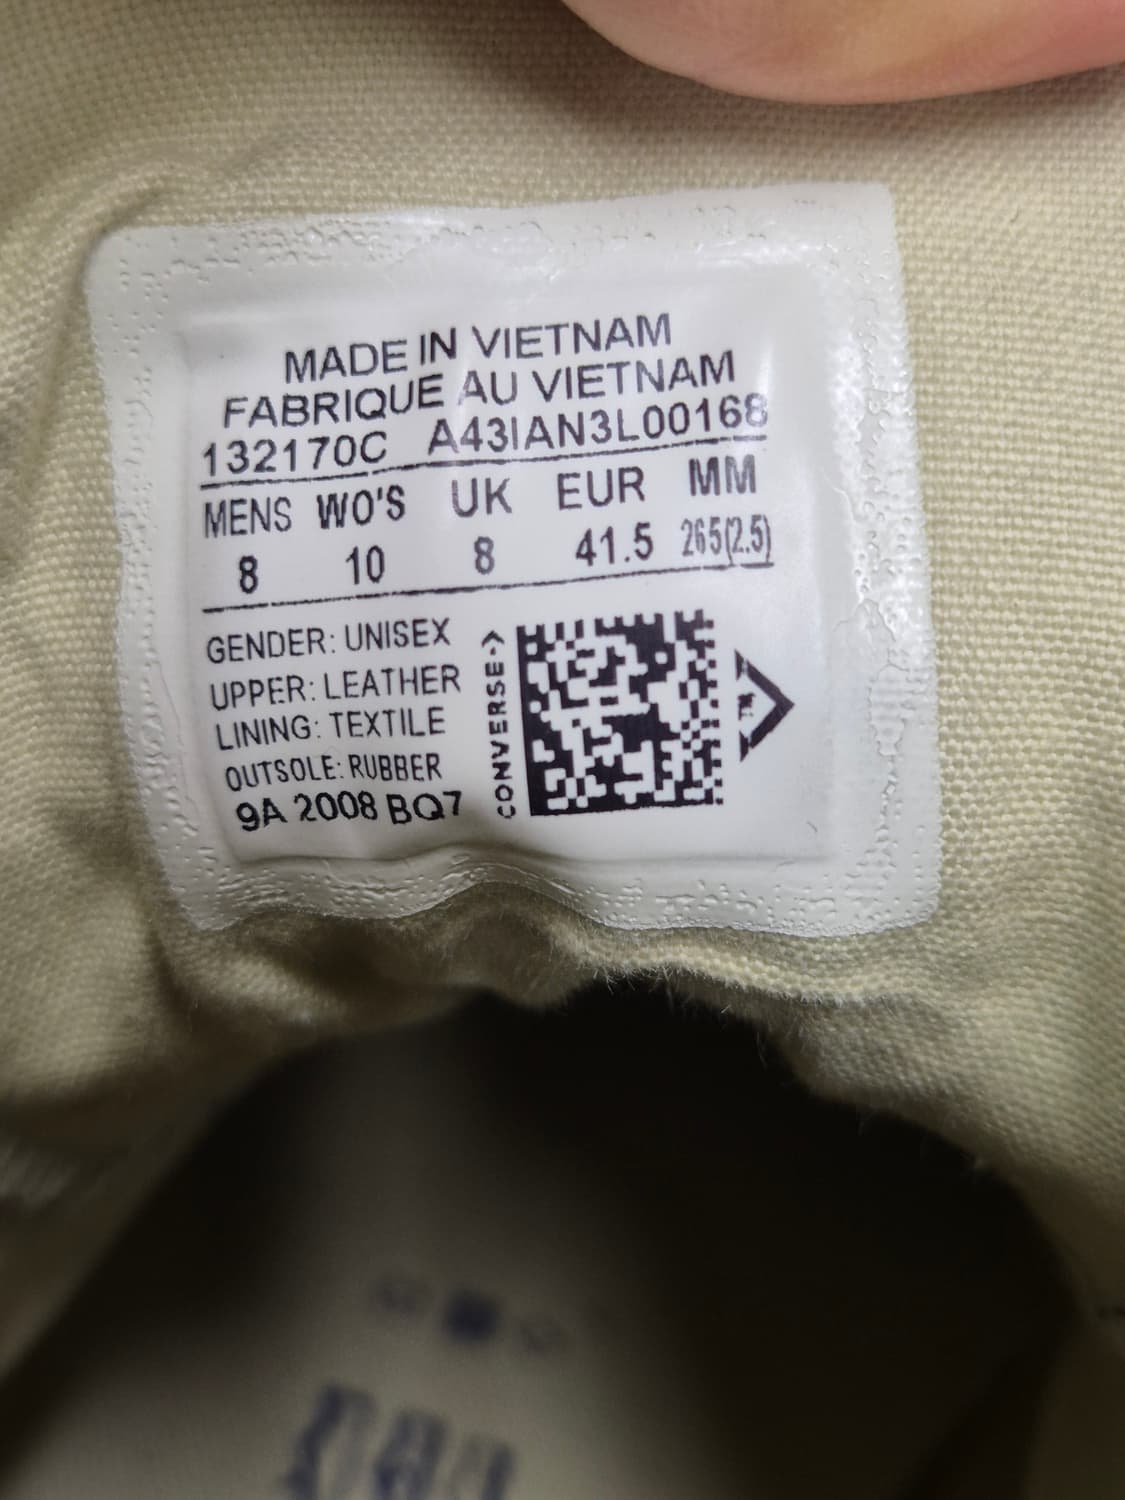 MADE IN VIETNAM
FABRIQUE AU VIETNAM
132170C A43IAN3L00168
MENS WO'S UK EUR MM
8 10 8 41.5 265(2.5)
GENDER: UNISEX
UPPER: LEATHER
LINING: TEXTILE
OUTSOLE: RUBBER
9A 2008 BQ7
CONVERSE
TM